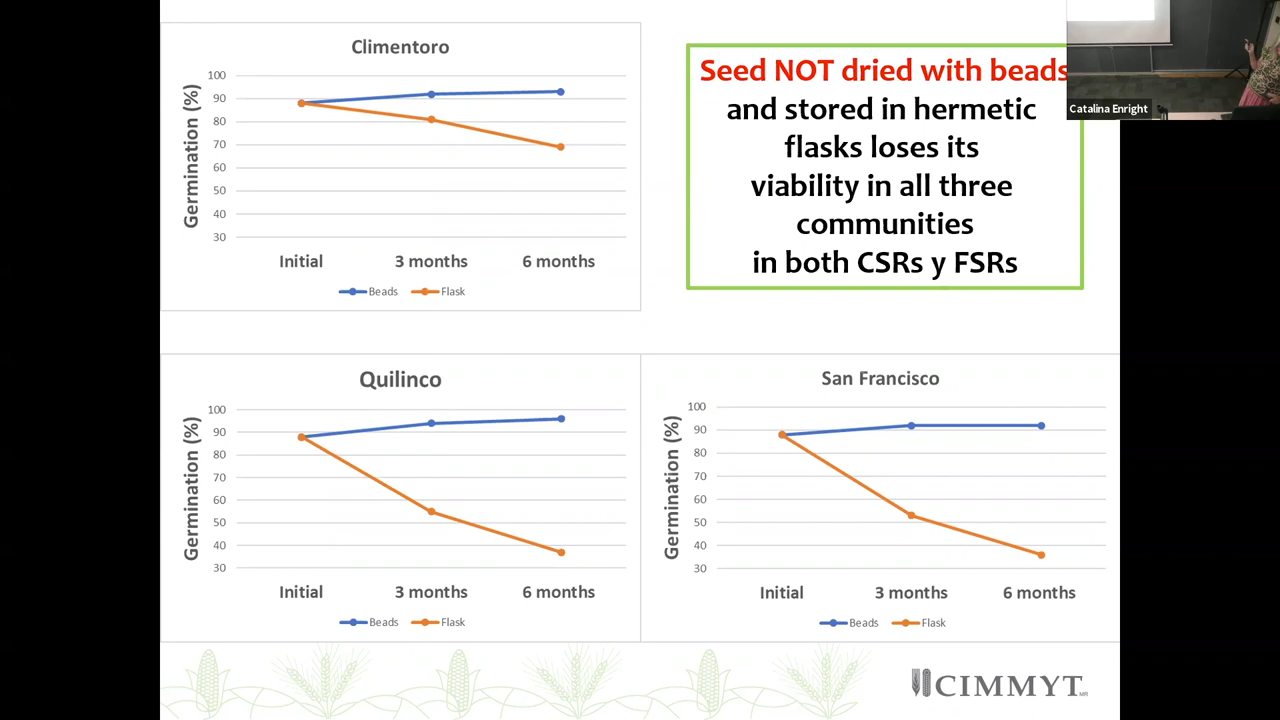 Climentoro
Germination (%)
100
90
80
70
60
50
40
30
Initial 3 months 6 months
Beads Flask
Seed NOT dried with beads
and stored in hermetic
flasks loses its
viability in all three
communities
in both CSRs y FSRs
Catalina Enright
Quilinco
Germination (%)
100
90
80
70
60
50
40
30
Initial 3 months 6 months
Beads Flask
San Francisco
Germination (%)
100
90
80
70
60
50
40
30
Initial 3 months 6 months
Beads Flask
CIMMYT MR